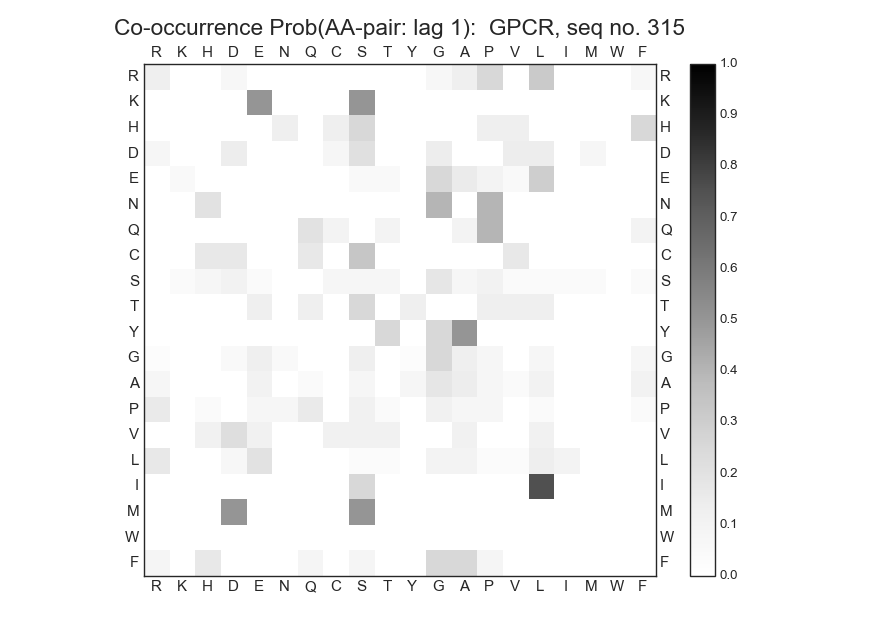 Co-occurrence Prob(AA-pair: lag 1):  GPCR, seq no. 315
R K H D E N Q C S T Y G A P V L I M W F
R R 1.0
K K 0.9
H H
D D 0.8
E E
N N 0.7
Q Q
C C 0.6
S S
T T 0.5
Y Y
G G 0.4
A A
P P 0.3
V V
L L 0.2
I I
M M 0.1
W W
F F 0.0
R K H D E N Q C S T Y G A P V L I M W F